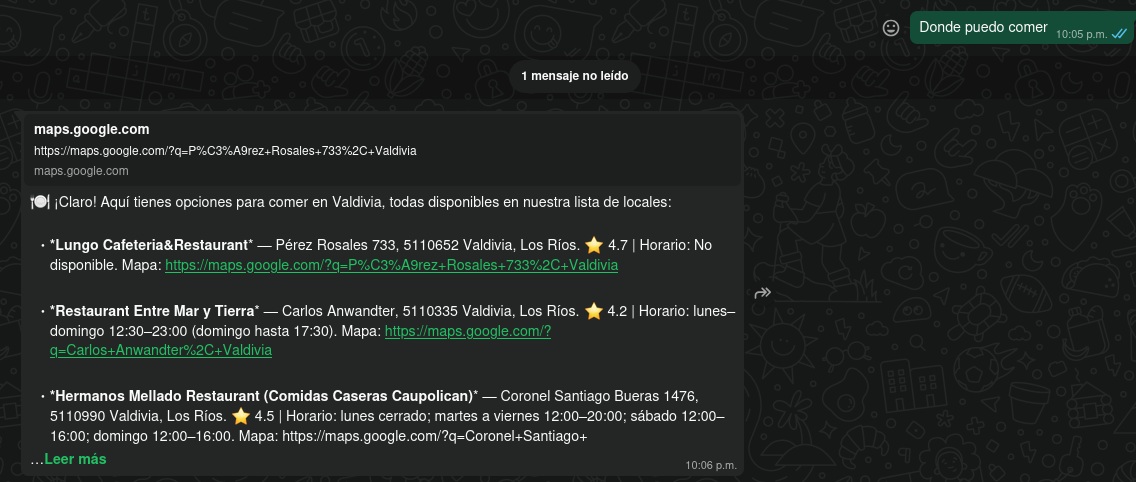 Donde puedo comer 10:05 p.m.
1 mensaje no leído
maps.google.com
https://maps.google.com/?q=P%C3%A9rez+Rosales+733%2C+Valdivia
maps.google.com
🍽️ ¡Claro! Aquí tienes opciones para comer en Valdivia, todas disponibles en nuestra lista de locales:
• *Lungo Cafeteria&Restaurant* — Pérez Rosales 733, 5110652 Valdivia, Los Ríos. ⭐ 4.7 | Horario: No
disponible. Mapa: https://maps.google.com/?q=P%C3%A9rez+Rosales+733%2C+Valdivia
• *Restaurant Entre Mar y Tierra* — Carlos Anwandter, 5110335 Valdivia, Los Ríos. ⭐ 4.2 | Horario: lunes–
domingo 12:30–23:00 (domingo hasta 17:30). Mapa: https://maps.google.com/?
q=Carlos+Anwandter%2C+Valdivia
• *Hermanos Mellado Restaurant (Comidas Caseras Caupolican)* — Coronel Santiago Bueras 1476,
5110990 Valdivia, Los Ríos. ⭐ 4.5 | Horario: lunes cerrado; martes a viernes 12:00–20:00; sábado 12:00–
16:00; domingo 12:00–16:00. Mapa: https://maps.google.com/?q=Coronel+Santiago+
…Leer más
10:06 p.m.